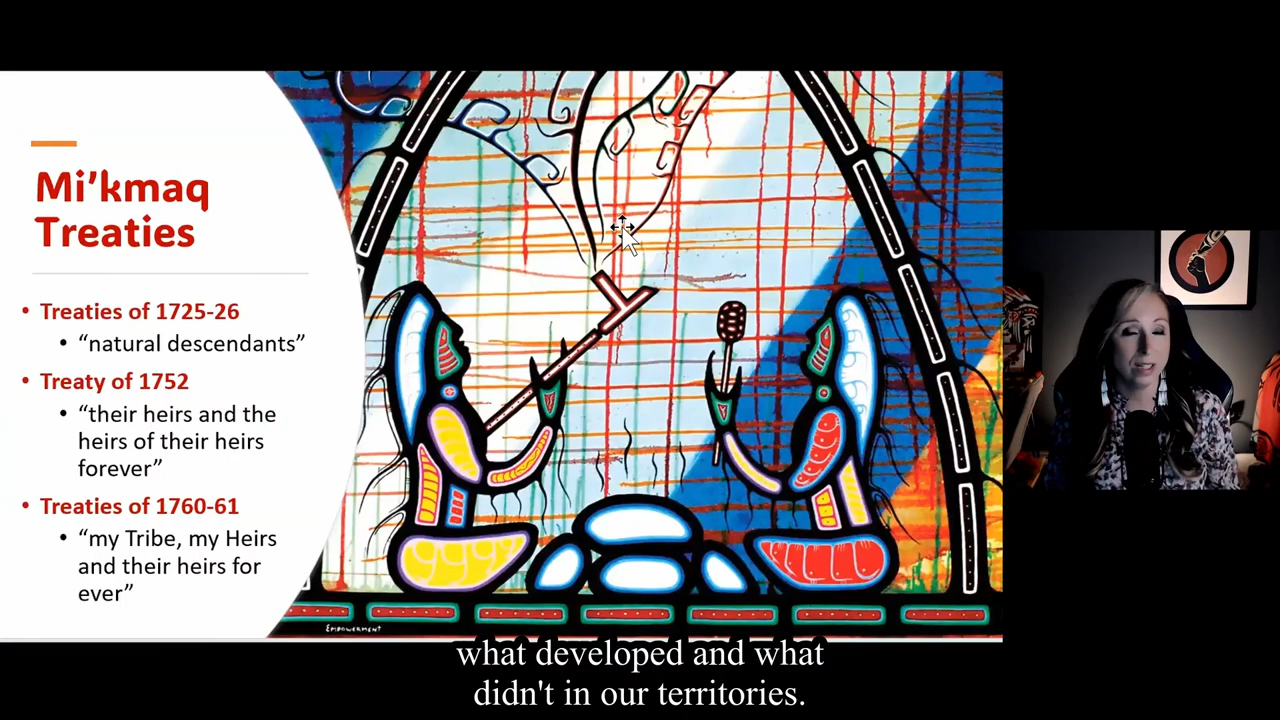 Mi’kmaq
Treaties
• Treaties of 1725-26
• “natural descendants”
• Treaty of 1752
• “their heirs and the
heirs of their heirs
forever”
• Treaties of 1760-61
• “my Tribe, my Heirs
and their heirs for
ever”
EMPOWERMENT
what developed and what
didn't in our territories.